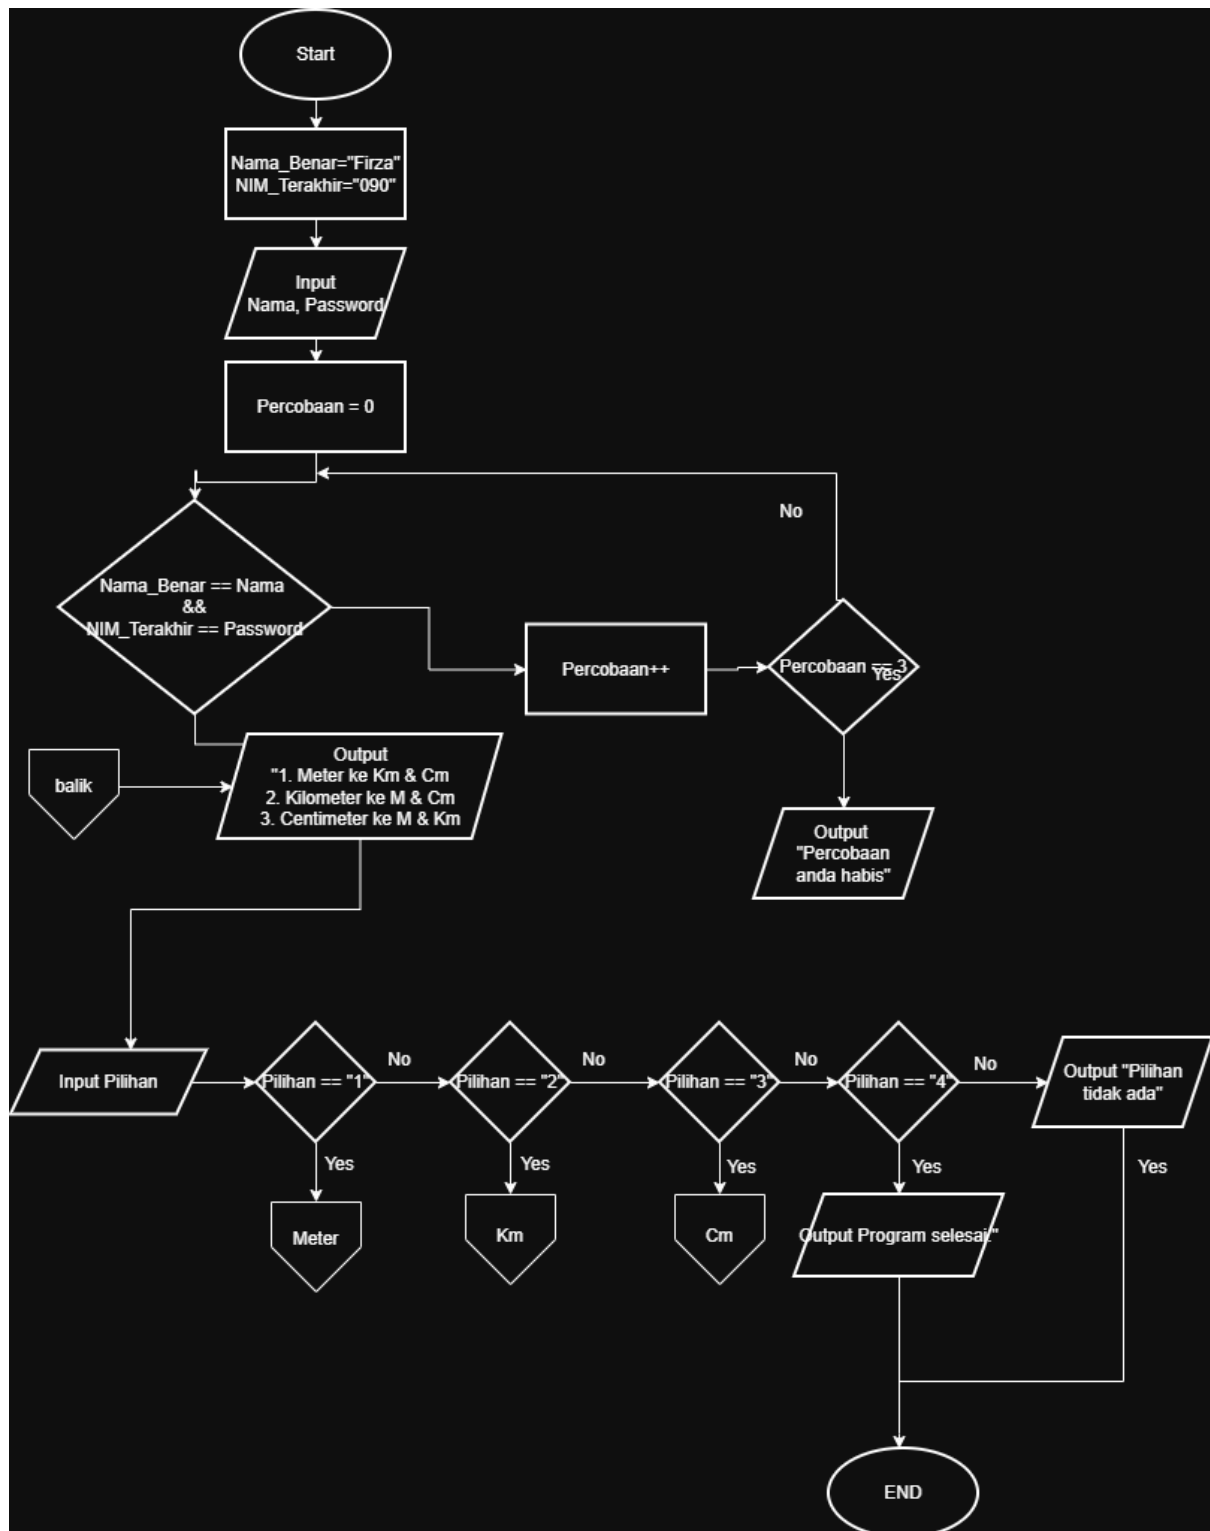 Start
Nama_Benar="Firza"
NIM_Terakhir="090"
Input
Nama, Password
Percobaan = 0
No
Nama_Benar == Nama
&&
NIM_Terakhir == Password
Percobaan++
Percobaan == 3
Yes
balik
Output
"1. Meter ke Km & Cm
2. Kilometer ke M & Cm
3. Centimeter ke M & Km
Output
"Percobaan
anda habis"
Input Pilihan
Pilihan == "1"
No
Pilihan == "2"
No
Pilihan == "3"
No
Pilihan == "4"
No
Output "Pilihan
tidak ada"
Yes
Yes
Yes
Yes
Yes
Meter
Km
Cm
Output Program selesai."
END